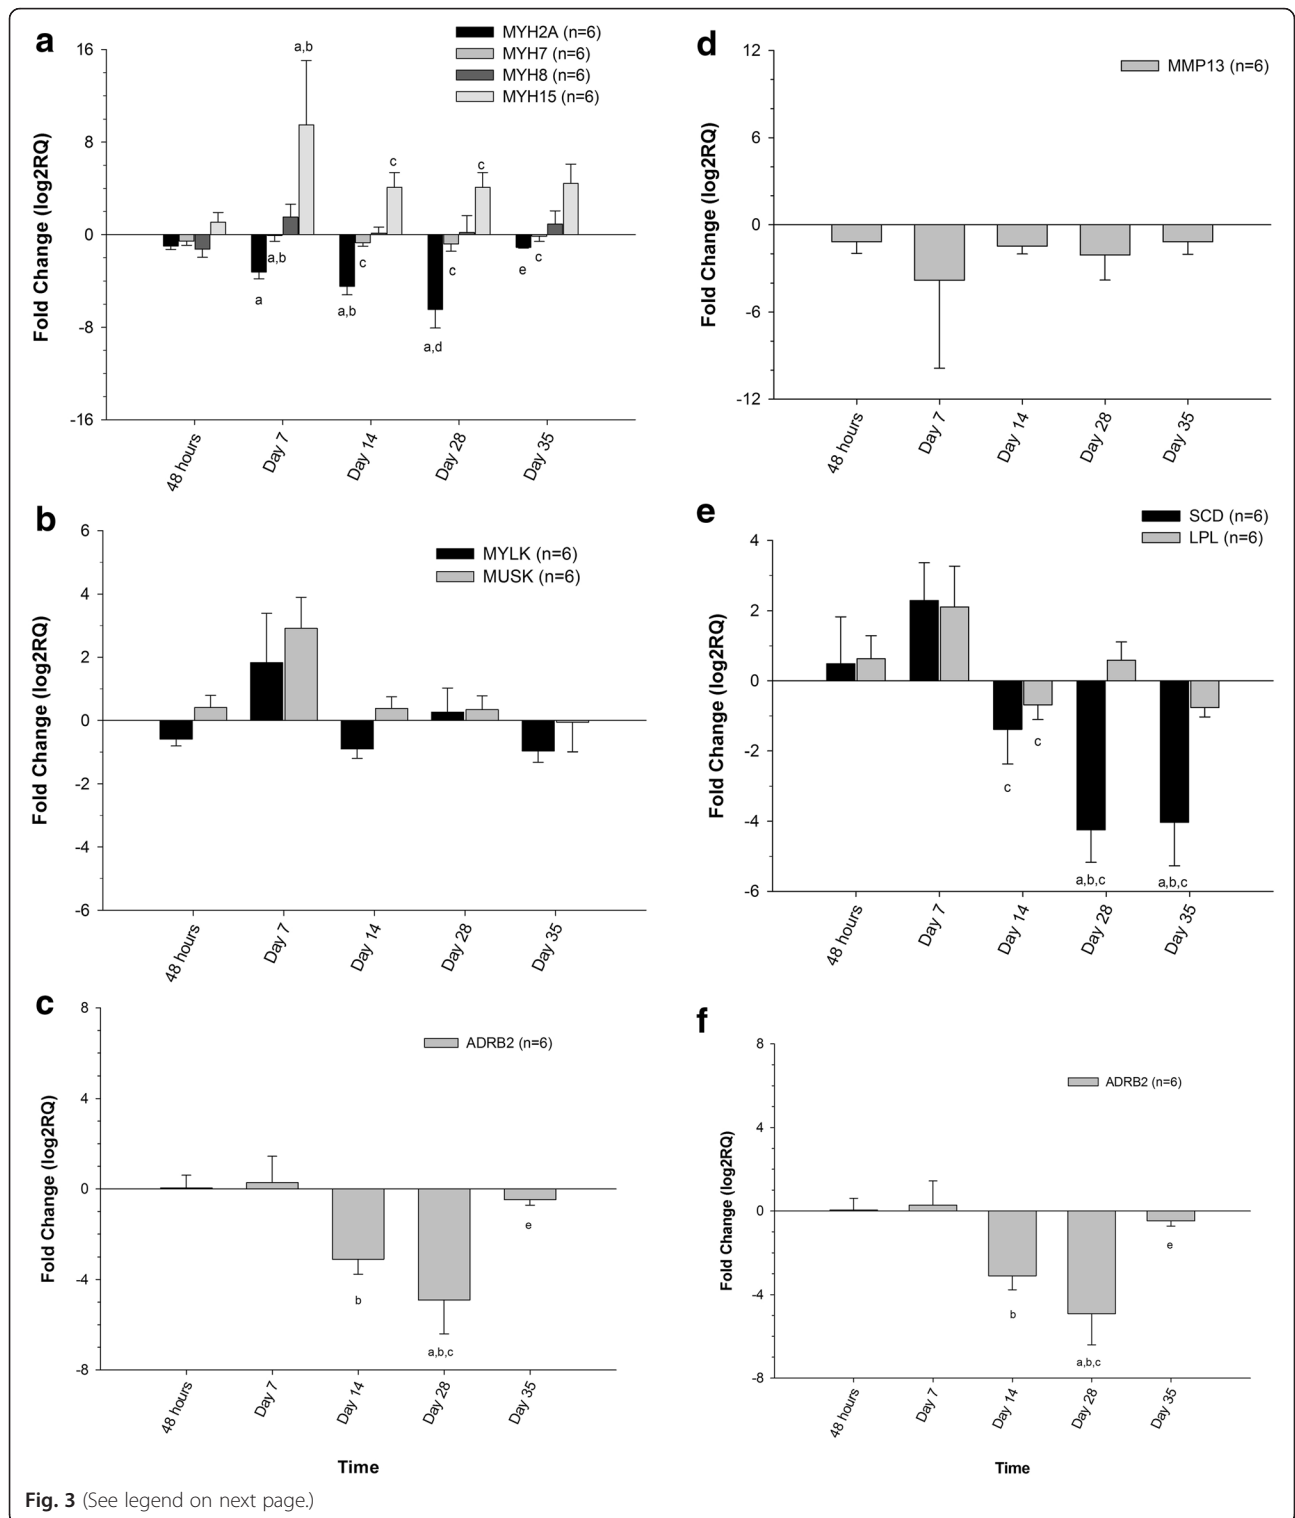 a
MYH2A (n=6)
MYH7 (n=6)
MYH8 (n=6)
MYH15 (n=6)
Fold Change (log2RQ)
16
8
0
-8
-16
a,b
a
a,b
a,b
c
c
a,d
c
c
e
c
48 hours
Day 7
Day 14
Day 28
Day 35
b
MYLK (n=6)
MUSK (n=6)
Fold Change (log2RQ)
6
4
2
0
-2
-4
-6
48 hours
Day 7
Day 14
Day 28
Day 35
c
ADRB2 (n=6)
Fold Change (log2RQ)
8
4
0
-4
-8
b
a,b,c
e
48 hours
Day 7
Day 14
Day 28
Day 35
Time
d
MMP13 (n=6)
Fold Change (log2RQ)
12
6
0
-6
-12
48 hours
Day 7
Day 14
Day 28
Day 35
e
SCD (n=6)
LPL (n=6)
Fold Change (log2RQ)
4
2
0
-2
-4
-6
c
c
a,b,c
a,b,c
48 hours
Day 7
Day 14
Day 28
Day 35
f
ADRB2 (n=6)
Fold Change (log2RQ)
8
4
0
-4
-8
b
a,b,c
e
48 hours
Day 7
Day 14
Day 28
Day 35
Time
Fig. 3 (See legend on next page.)